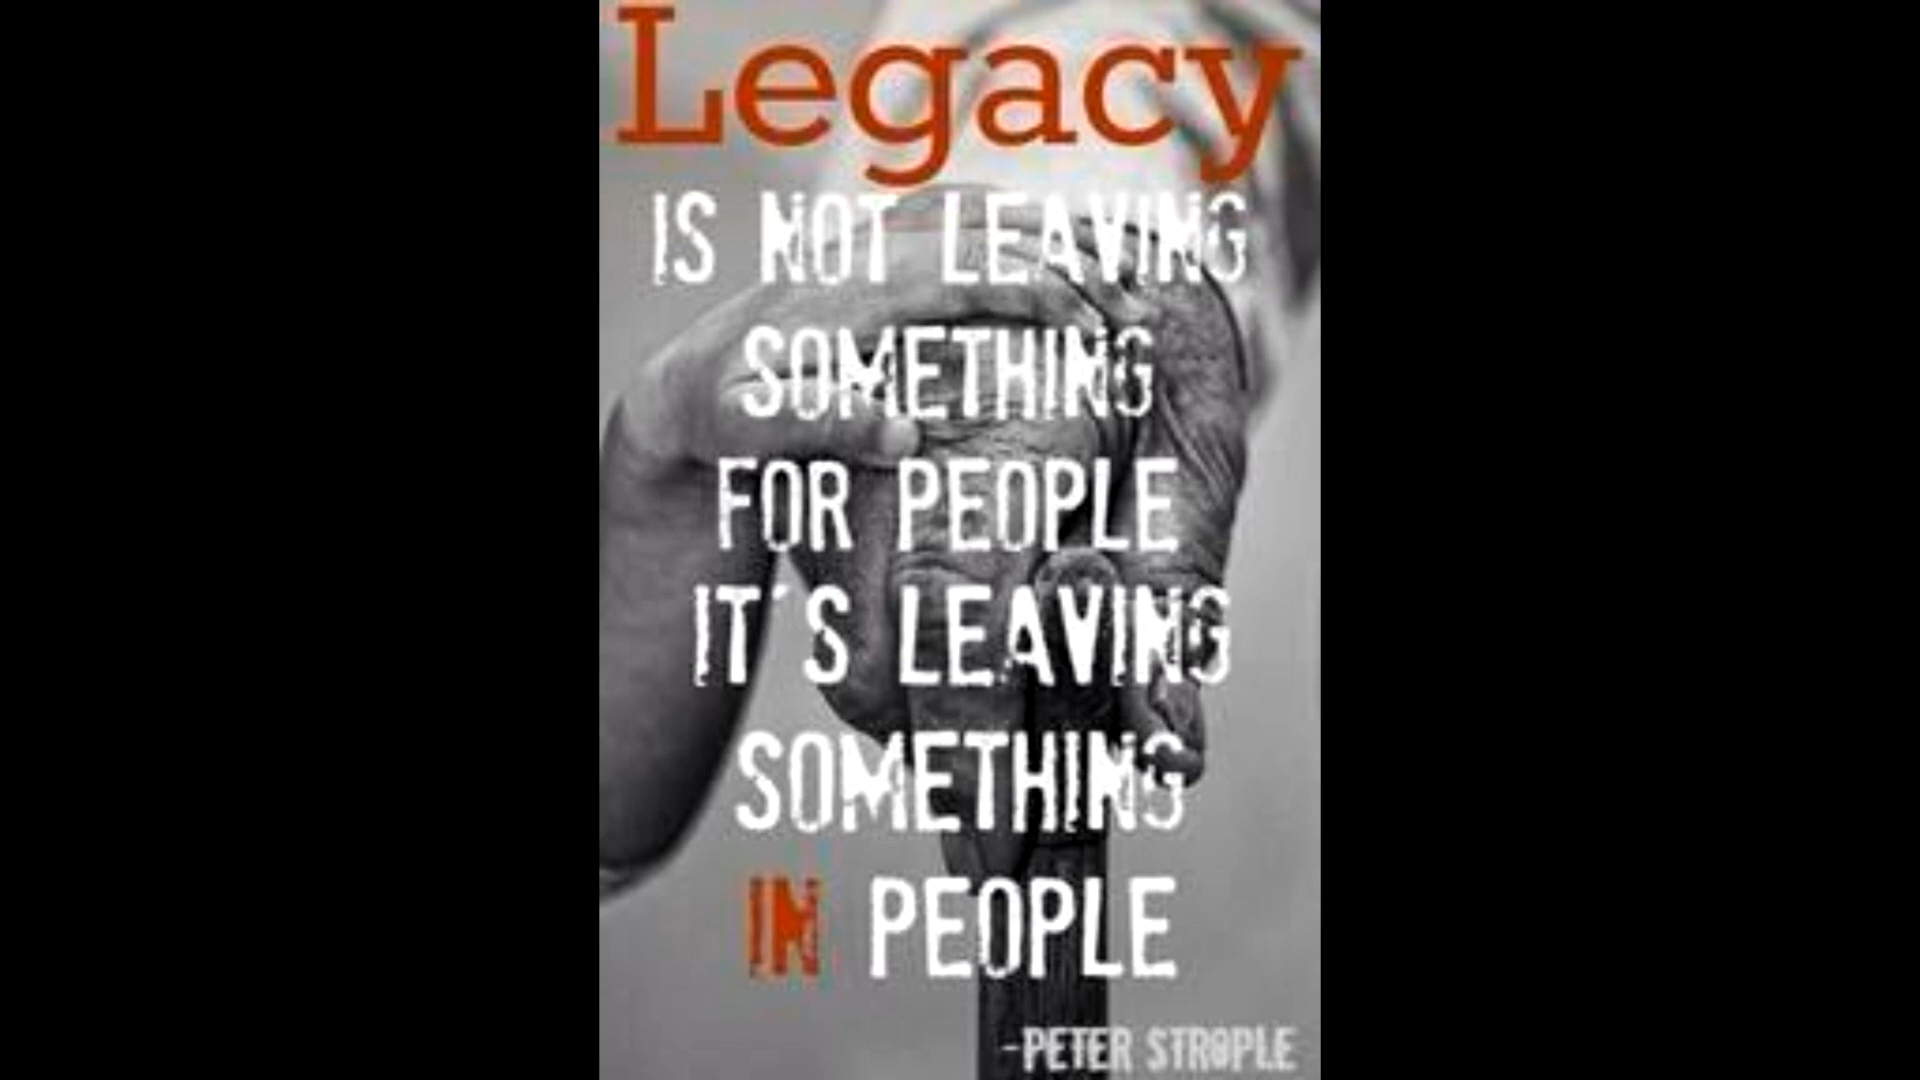 Legacy
IS NOT LEAVING
SOMETHING
FOR PEOPLE
IT´S LEAVING
SOMETHING
IN PEOPLE
-PETER STROPLE